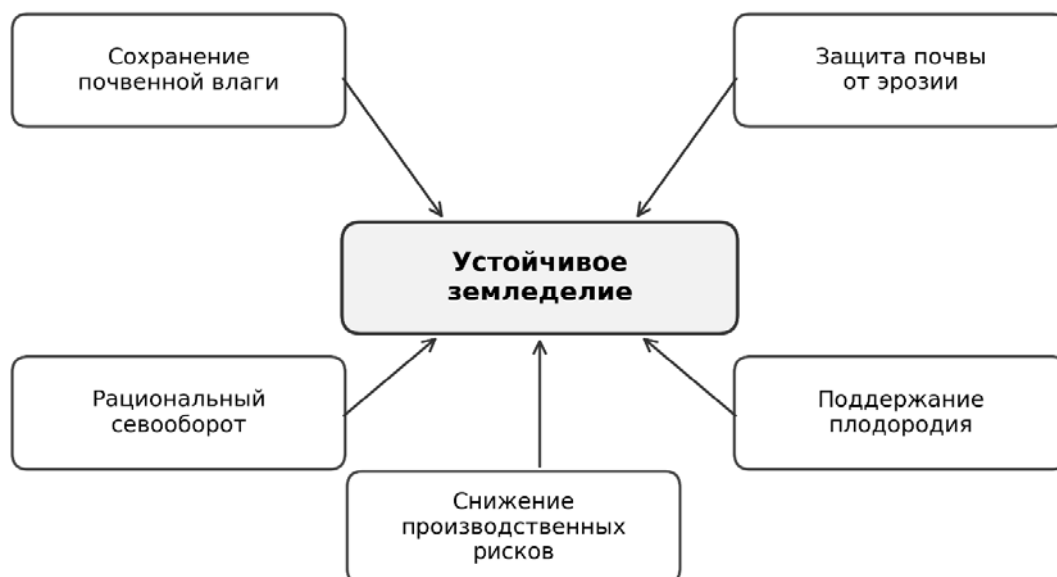 Сохранение
почвенной влаги
Защита почвы
от эрозии
Устойчивое
земледелие
Рациональный
севооборот
Поддержание
плодородия
Снижение
производственных
рисков